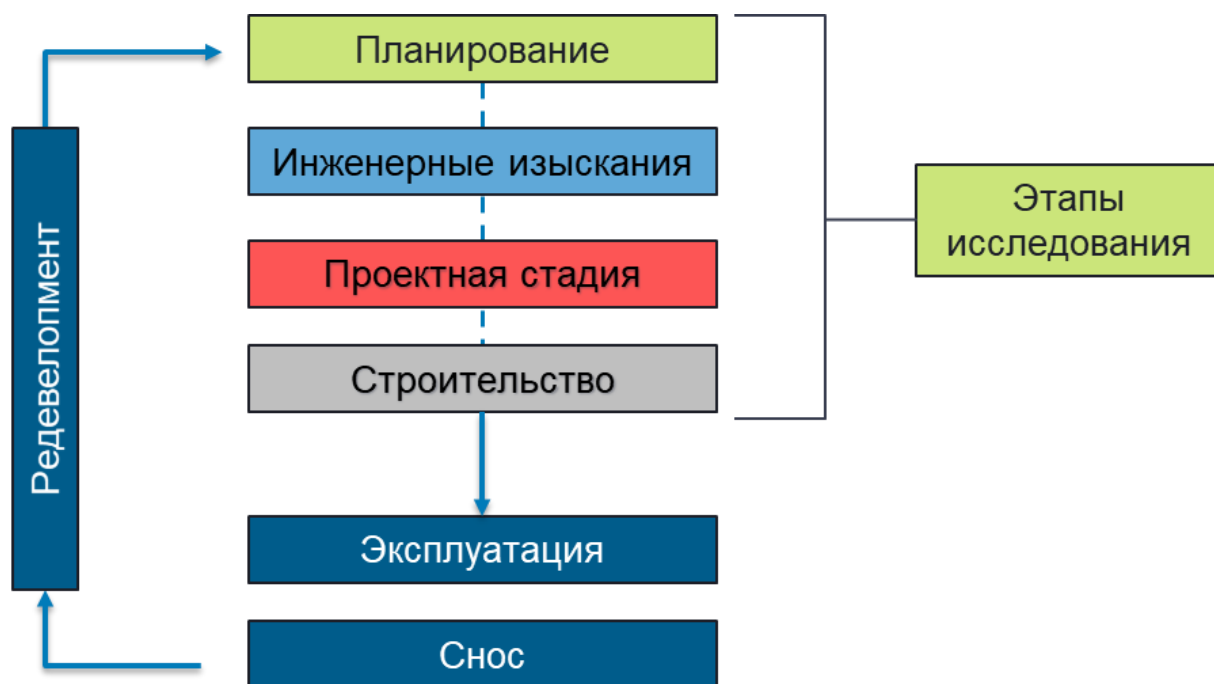 Планирование
Инженерные изыскания
Проектная стадия
Строительство
Эксплуатация
Снос
Редевелопмент
Этапы
исследования